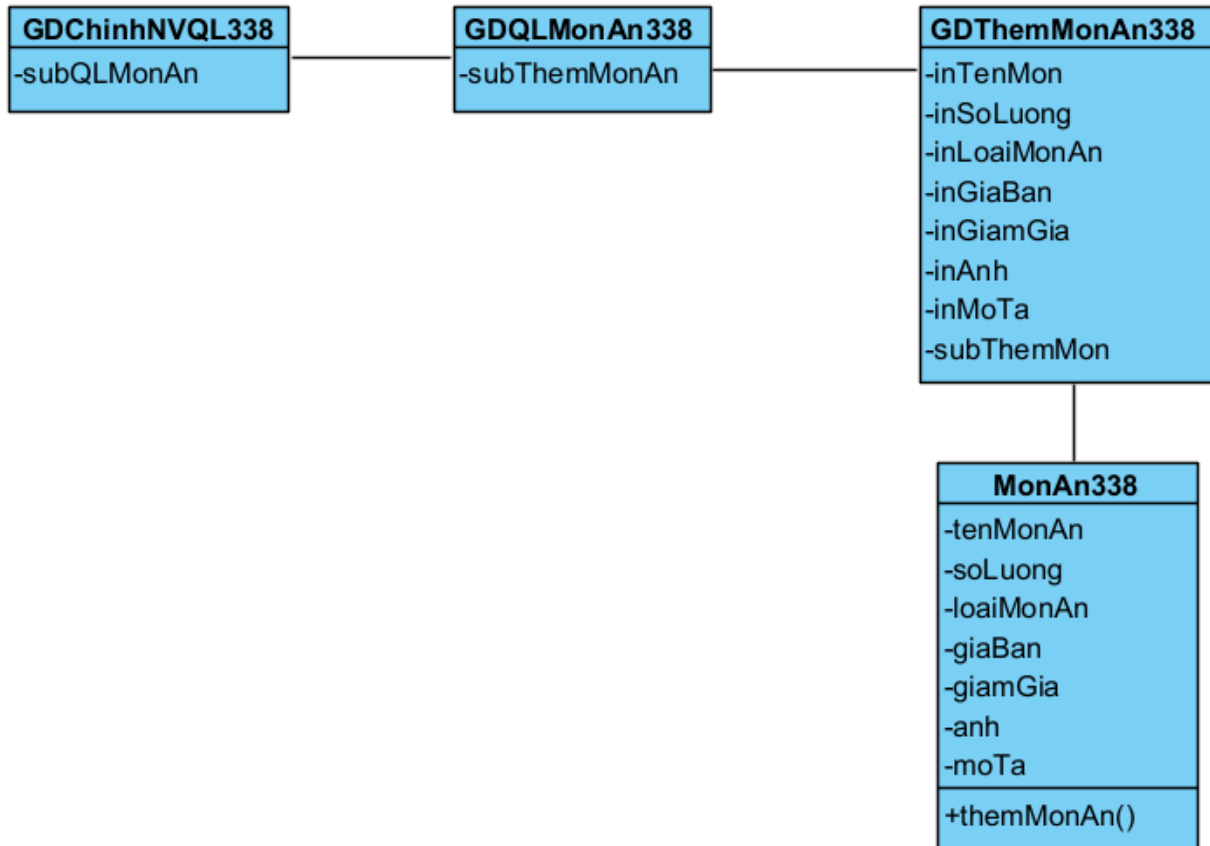 GDChinhNVQL338
-subQLMonAn
GDQLMonAn338
-subThemMonAn
GDThemMonAn338
-inTenMon
-inSoLuong
-inLoaiMonAn
-inGiaBan
-inGiamGia
-inAnh
-inMoTa
-subThemMon
MonAn338
-tenMonAn
-soLuong
-loaiMonAn
-giaBan
-giamGia
-anh
-moTa
+themMonAn()